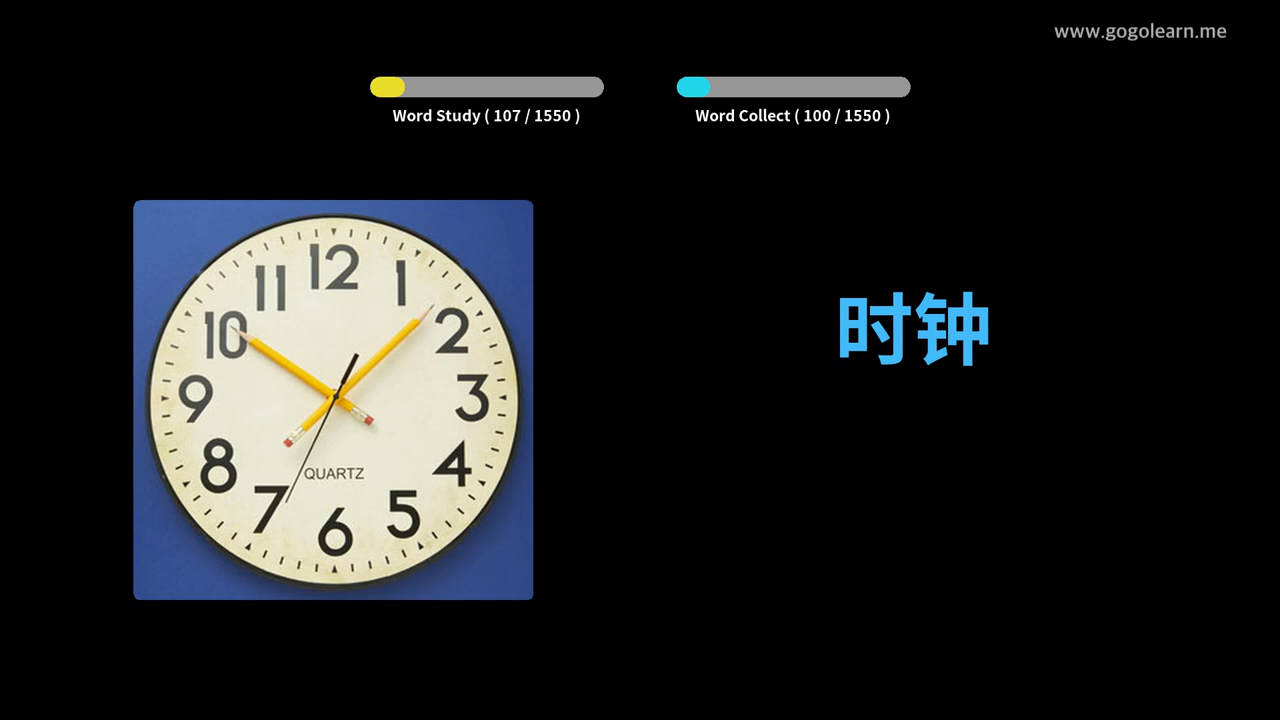 www.gogolearn.me
Word Study ( 107 / 1550 )
Word Collect ( 100 / 1550 )
12
11
1
10
2
9
3
8
4
7
5
6
QUARTZ
时钟